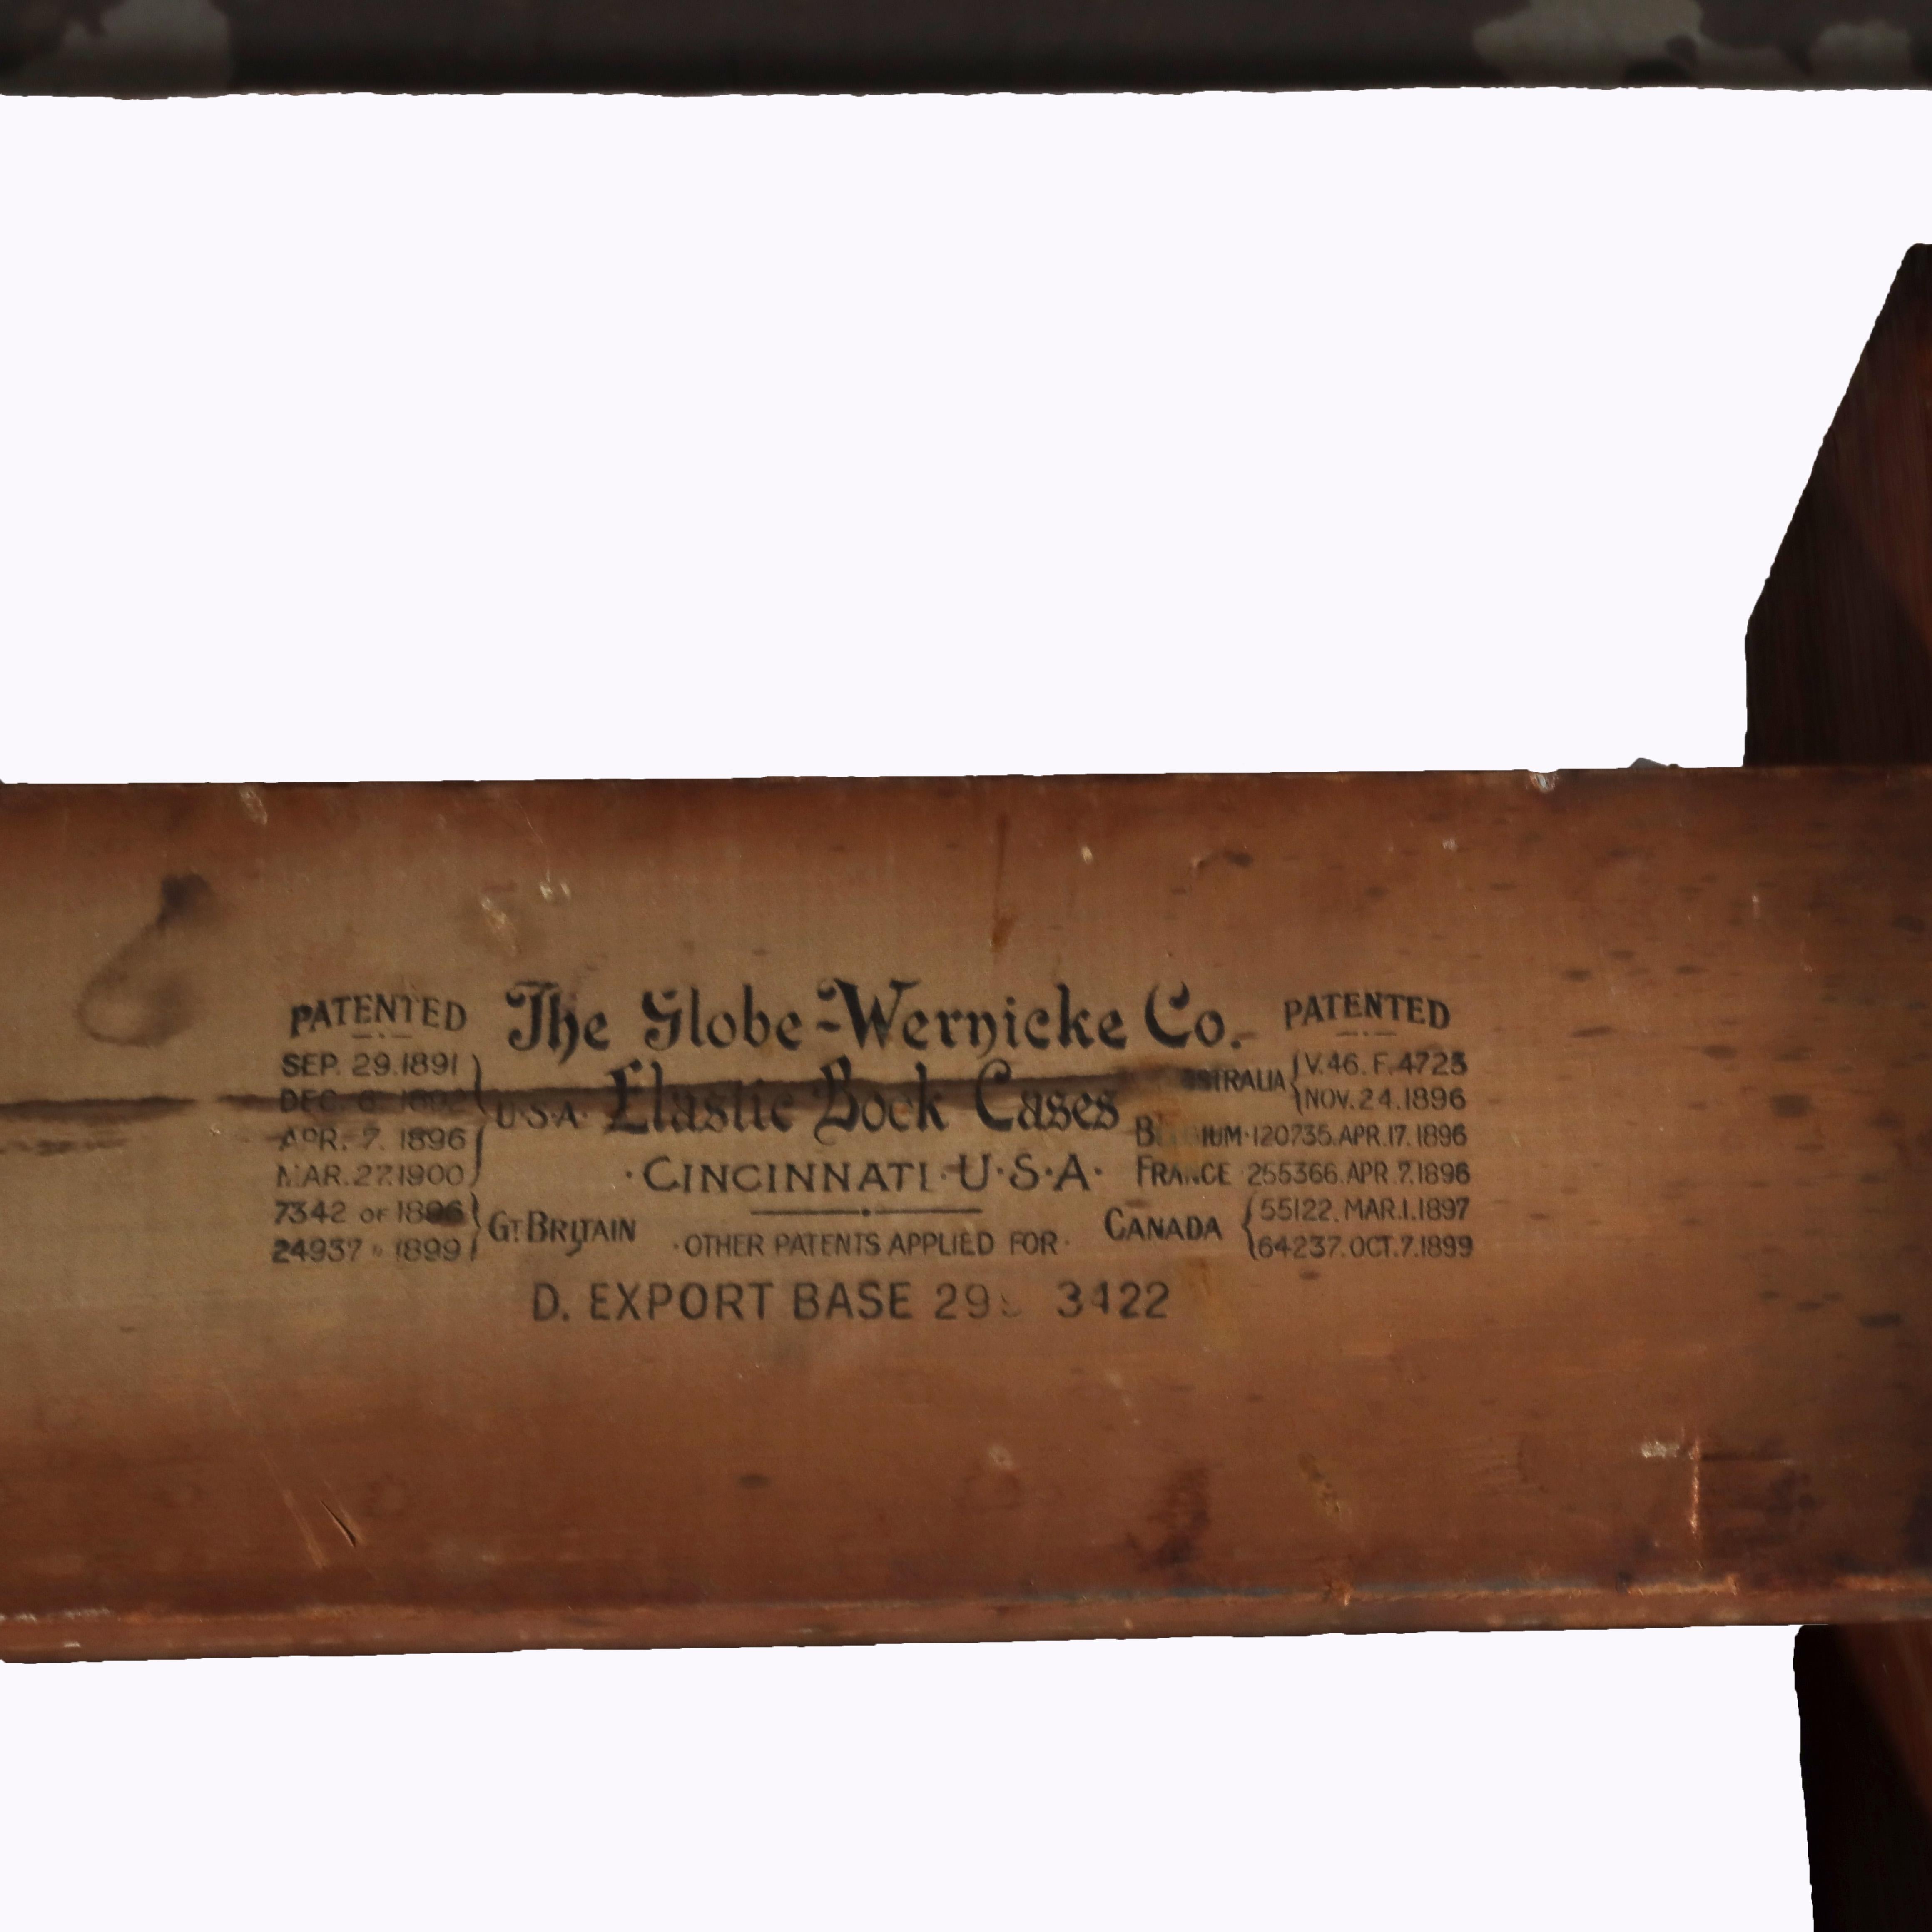 PATENTED
SEP. 29.1891
DEC. 6. 1892
APR. 7. 1896
MAR.27.1900
U·S·A·
7342 OF 1896
24937 " 1899
GT. BRITAIN
The Globe-Wernicke Co.
Elastic Book Cases
·CINCINNATI·U·S·A·
·OTHER PATENTS APPLIED FOR·
PATENTED
AUSTRALIA
V.46. F.4725
NOV.24.1896
BELGIUM·120735.APR.17.1896
FRANCE 255366.APR.7.1896
CANADA
55122.MAR.1.1897
64237.OCT.7.1899
D. EXPORT BASE 3422